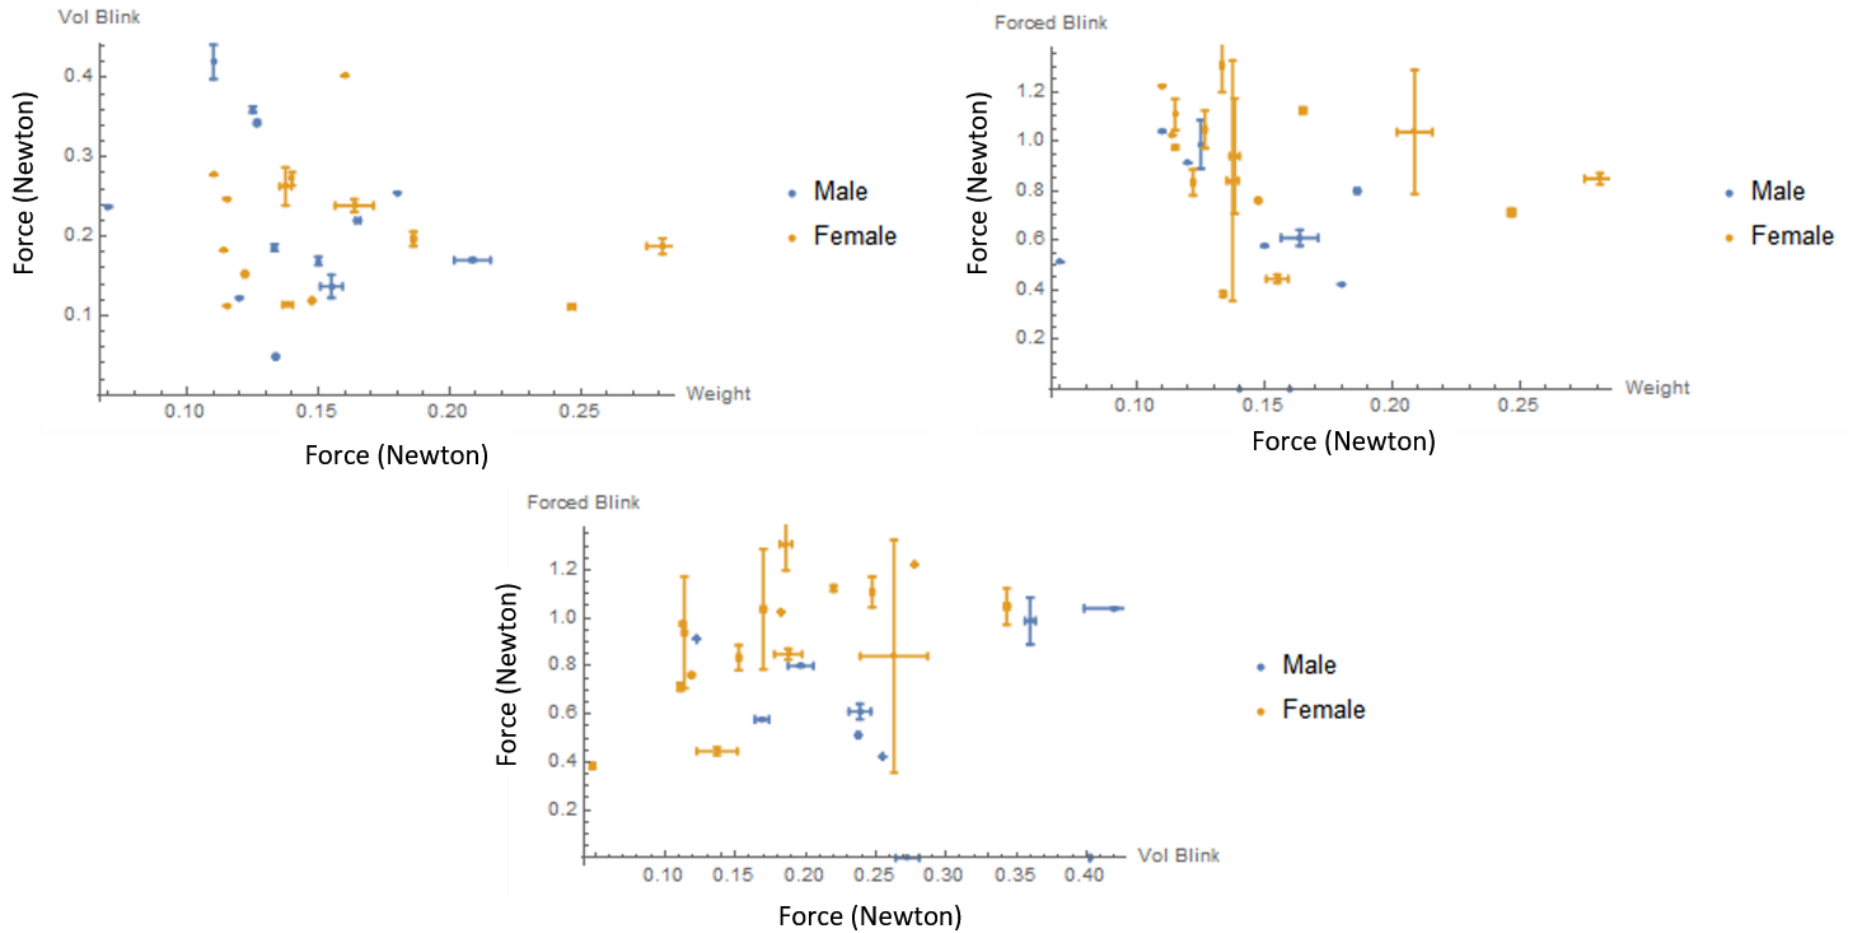 Vol Blink
Force (Newton)
0.4
0.3
0.2
0.1
0.10 0.15 0.20 0.25
Weight
Force (Newton)
Male
Female
Forced Blink
Force (Newton)
1.2
1.0
0.8
0.6
0.4
0.2
0.10 0.15 0.20 0.25
Weight
Force (Newton)
Male
Female
Forced Blink
Force (Newton)
1.2
1.0
0.8
0.6
0.4
0.2
0.10 0.15 0.20 0.25 0.30 0.35 0.40
Vol Blink
Force (Newton)
Male
Female